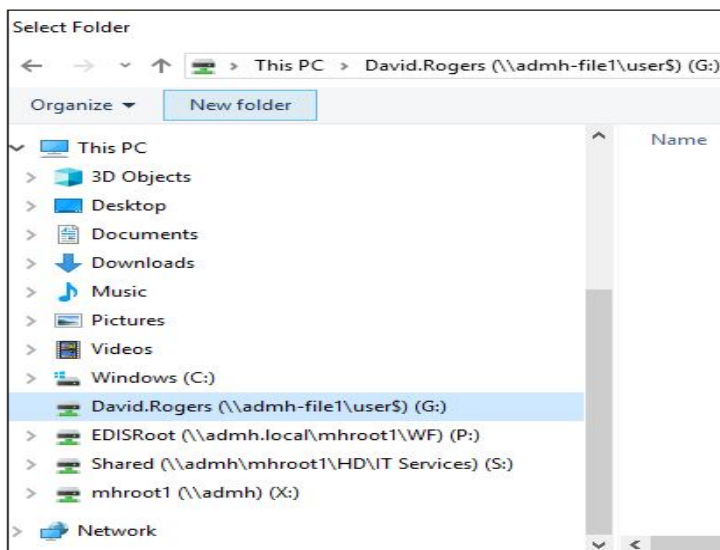 Select Folder
This PC > David.Rogers (\\admh-file1\user$) (G:)
Organize
New folder
Name
This PC
3D Objects
Desktop
Documents
Downloads
Music
Pictures
Videos
Windows (C:)
David.Rogers (\\admh-file1\user$) (G:)
EDISRoot (\\admh.local\mhroot1\WF) (P:)
Shared (\\admh\mhroot1\HD\IT Services) (S:)
mhroot1 (\\admh) (X:)
Network